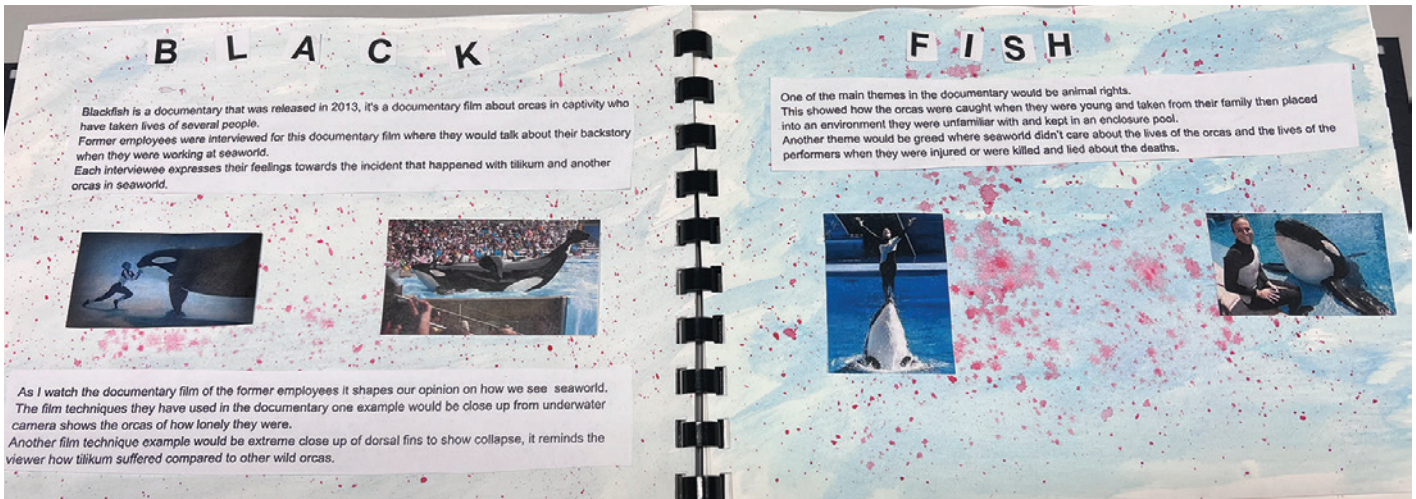 B L A C K
Blackfish is a documentary that was released in 2013, it's a documentary film about orcas in captivity who
have taken lives of several people.
Former employees were interviewed for this documentary film where they would talk about their backstory
when they were working at seaworld.
Each interviewee expresses their feelings towards the incident that happened with tilikum and another
orcas in seaworld.
As I watch the documentary film of the former employees it shapes our opinion on how we see seaworld.
The film techniques they have used in the documentary one example would be close up from underwater
camera shows the orcas of how lonely they were.
Another film technique example would be extreme close up of dorsal fins to show collapse, it reminds the
viewer how tilikum suffered compared to other wild orcas.
F I S H
One of the main themes in the documentary would be animal rights.
This showed how the orcas were caught when they were young and taken from their family then placed
into an environment they were unfamiliar with and kept in an enclosure pool.
Another theme would be greed where seaworld didn't care about the lives of the orcas and the lives of the
performers when they were injured or were killed and lied about the deaths.